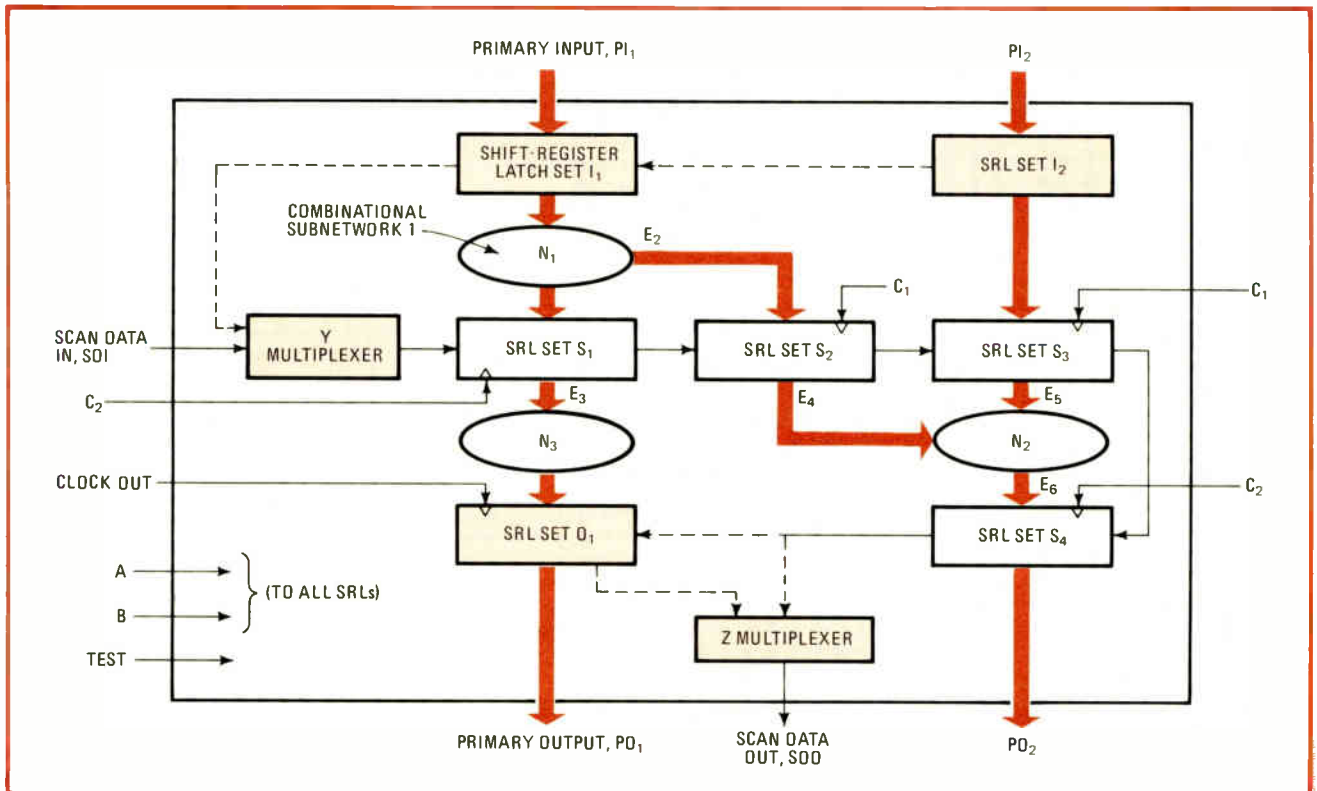 PRIMARY INPUT, PI₁
PI₂
SHIFT-REGISTER
LATCH SET I₁
SRL SET I₂
COMBINATIONAL
SUBNETWORK 1
E₂
N₁
C₁
C₁
SCAN DATA
IN, SDI
Y
MULTIPLEXER
SRL SET S₁
SRL SET S₂
SRL SET S₃
C₂
E₃
E₄
E₅
N₃
N₂
CLOCK OUT
E₆
C₂
SRL SET O₁
SRL SET S₄
A
B
(TO ALL SRLs)
TEST
Z MULTIPLEXER
PRIMARY OUTPUT, PO₁
SCAN DATA
OUT, SDO
PO₂